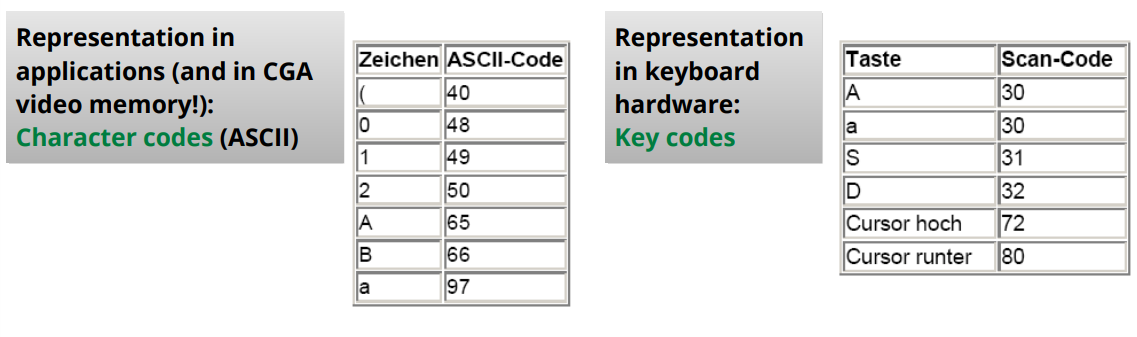 Representation in
applications (and in CGA
video memory!):
Character codes (ASCII)
Zeichen ASCII-Code
( 40
0 48
1 49
2 50
A 65
B 66
a 97
Representation
in keyboard
hardware:
Key codes
Taste Scan-Code
A 30
a 30
S 31
D 32
Cursor hoch 72
Cursor runter 80